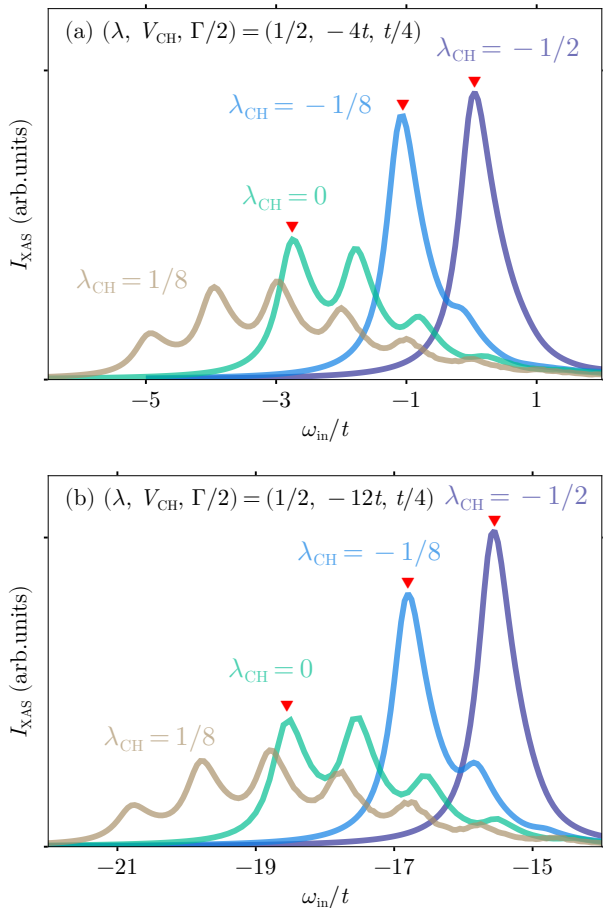 (a) (λ, V_CH, Γ/2) = (1/2, −4t, t/4)
λ_CH = −1/2
λ_CH = −1/8
λ_CH = 0
λ_CH = 1/8
I_XAS (arb.units)
−5 −3 −1 1
ω_in/t
(b) (λ, V_CH, Γ/2) = (1/2, −12t, t/4)
λ_CH = −1/2
λ_CH = −1/8
λ_CH = 0
λ_CH = 1/8
I_XAS (arb.units)
−21 −19 −17 −15
ω_in/t